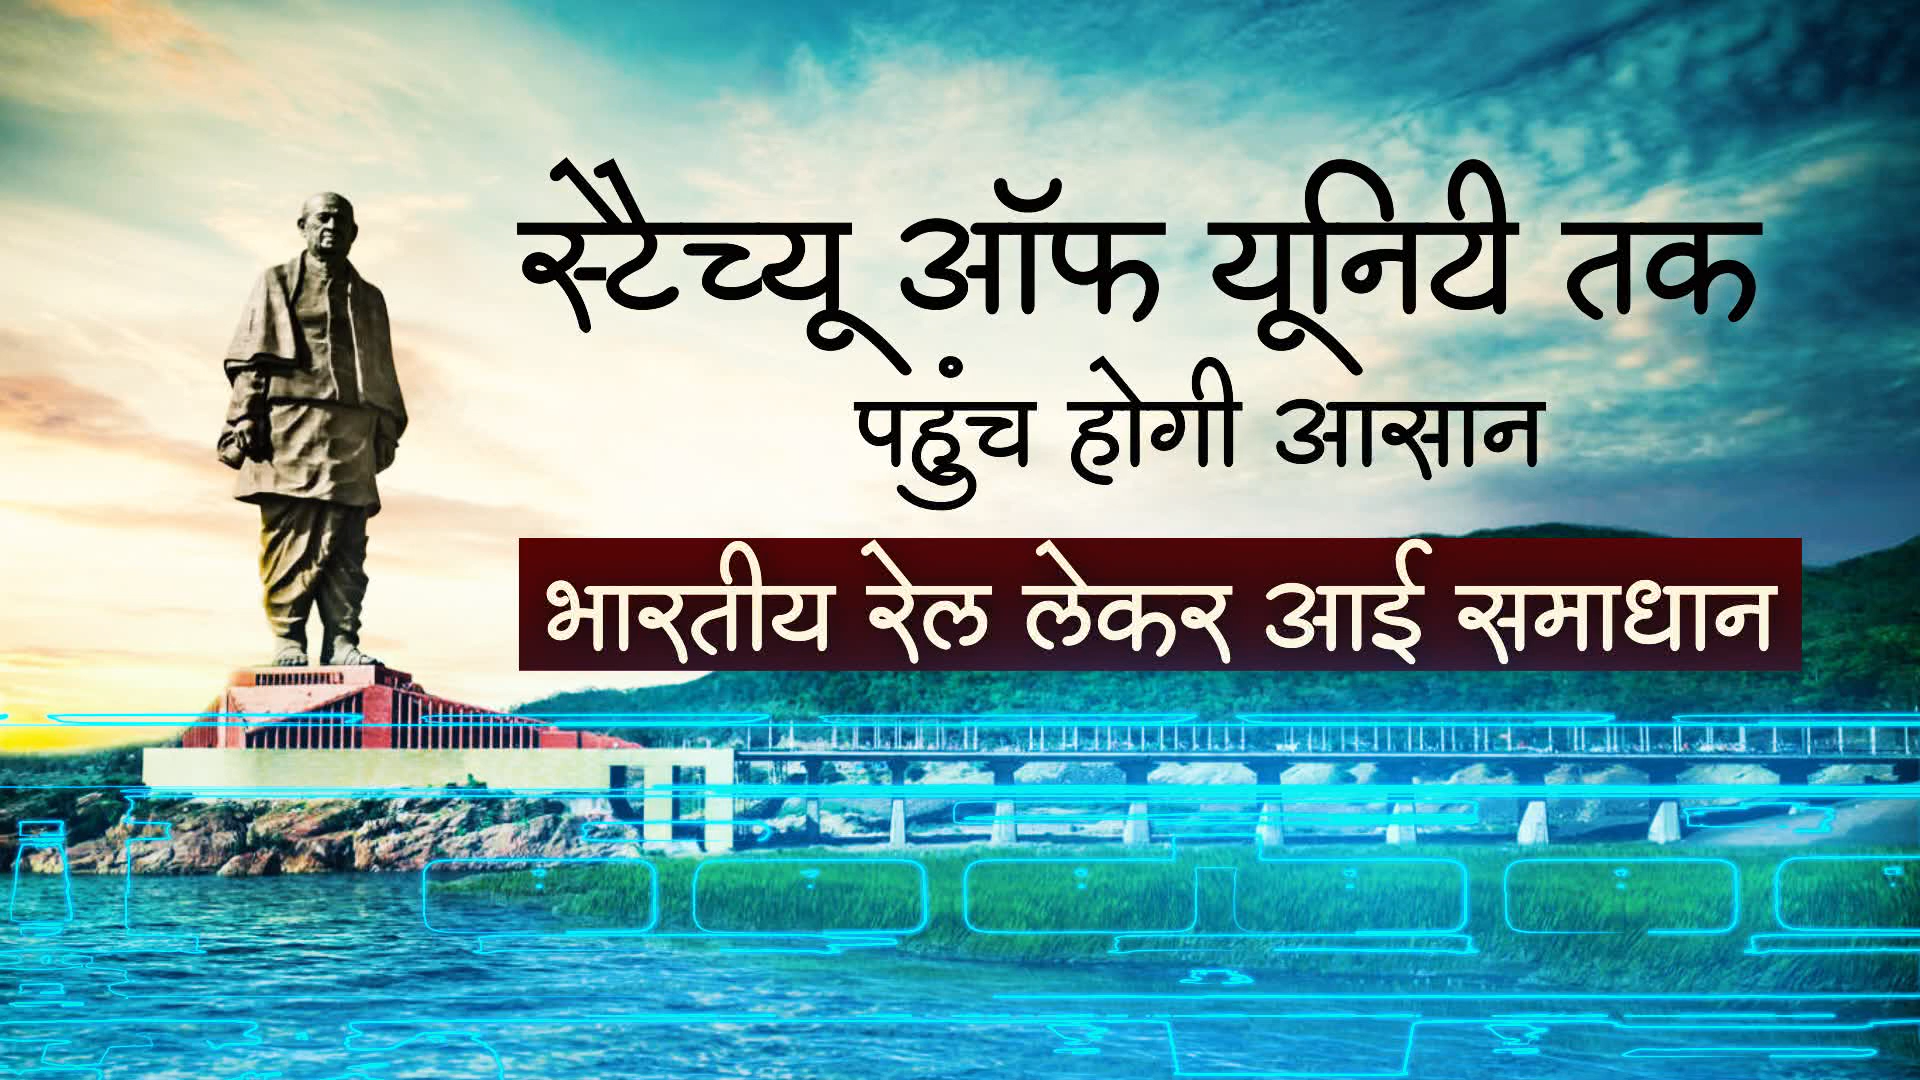 स्टैच्यू ऑफ यूनिटी तक
पहुंच होगी आसान
भारतीय रेल लेकर आई समाधान